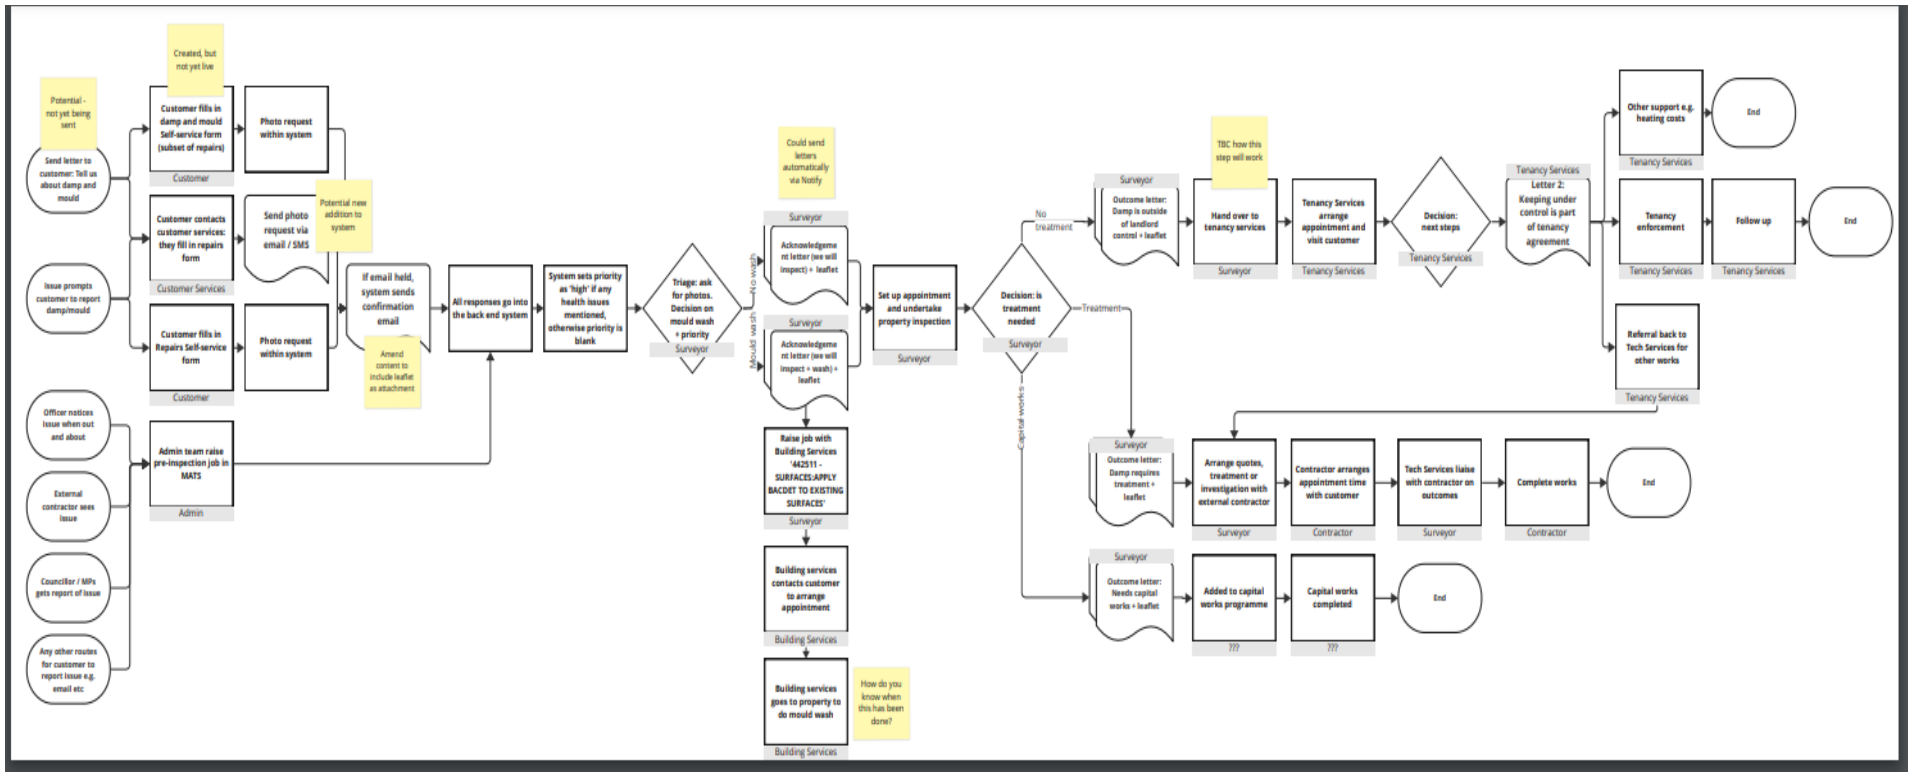 Created, but
not yet live
Potential -
not yet being
sent
Send letter to
customer: Tell us
about damp and
mould
Customer fills in
damp and mould
Self-service form
(subset of repairs)
Customer
Photo request
within system
Customer contacts
customer services:
they fill in repairs
form
Customer Services
Send photo
request via
email / SMS
Potential new
addition to
system
Issue prompts
customer to report
damp/mould
Customer fills in
Repairs Self-service
form
Customer
Photo request
within system
If email held,
system sends
confirmation
email
Amend
content to
include leaflet
as attachment
All responses go into
the back end system
System sets priority
as 'high' if any
health issues
mentioned,
otherwise priority is
blank
Officer notices
issue when out
and about
External
contractor sees
issue
Councillor / MPs
gets report of issue
Any other routes
for customer to
report issue e.g.
email etc
Admin team raise
pre-inspection job in
MATS
Admin
Triage: ask
for photos.
Decision on
mould wash
+ priority
Surveyor
No wash
Mould wash
Could send
letters
automatically
via Notify
Surveyor
Acknowledgeme
nt letter (we will
inspect) + leaflet
Surveyor
Acknowledgeme
nt letter (we will
inspect + wash) +
leaflet
Raise job with
Building Services
'442511 -
SURFACES:APPLY
BACDET TO EXISTING
SURFACES'
Surveyor
Building services
contacts customer
to arrange
appointment
Building Services
Building services
goes to property to
do mould wash
Building Services
How do you
know when
this has been
done?
Set up appointment
and undertake
property inspection
Surveyor
Decision: is
treatment
needed
Surveyor
No
treatment
Treatment
Capital works
Surveyor
Outcome letter:
Damp is outside
of landlord
control + leaflet
TBC how this
step will work
Hand over to
tenancy services
Surveyor
Tenancy Services
arrange
appointment and
visit customer
Tenancy Services
Decision:
next steps
Tenancy Services
Tenancy Services
Letter 2:
Keeping under
control is part
of tenancy
agreement
Other support e.g.
heating costs
Tenancy Services
End
Tenancy
enforcement
Tenancy Services
Follow up
Tenancy Services
End
Referral back to
Tech Services for
other works
Tenancy Services
Surveyor
Outcome letter:
Damp requires
treatment +
leaflet
Arrange quotes,
treatment or
investigation with
external contractor
Surveyor
Contractor arranges
appointment time
with customer
Contractor
Tech Services liaise
with contractor on
outcomes
Surveyor
Complete works
Contractor
End
Surveyor
Outcome letter:
Needs capital
works + leaflet
Added to capital
works programme
???
Capital works
completed
???
End